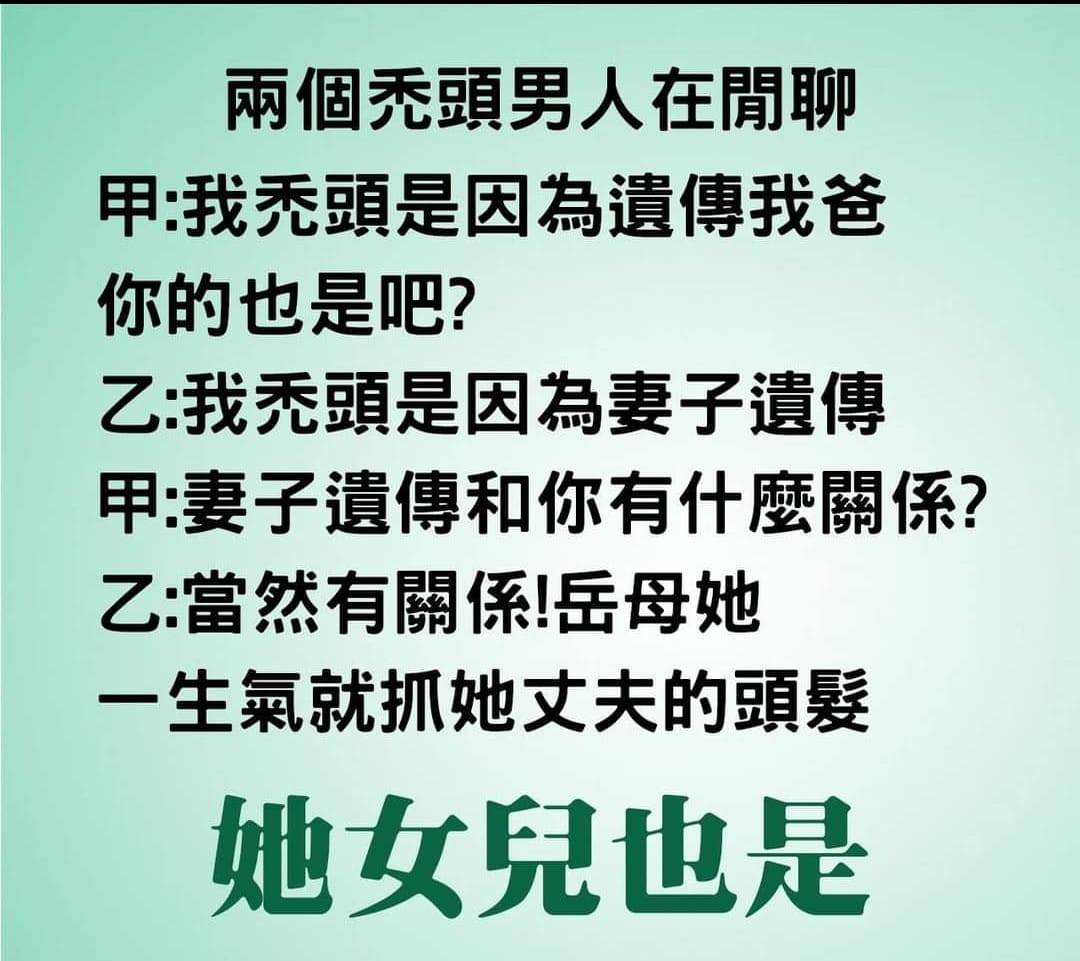 兩個禿頭男人在閒聊
甲:我禿頭是因為遺傳我爸
你的也是吧?
乙:我禿頭是因為妻子遺傳
甲:妻子遺傳和你有什麼關係?
乙:當然有關係!岳母她
一生氣就抓她丈夫的頭髮
她女兒也是